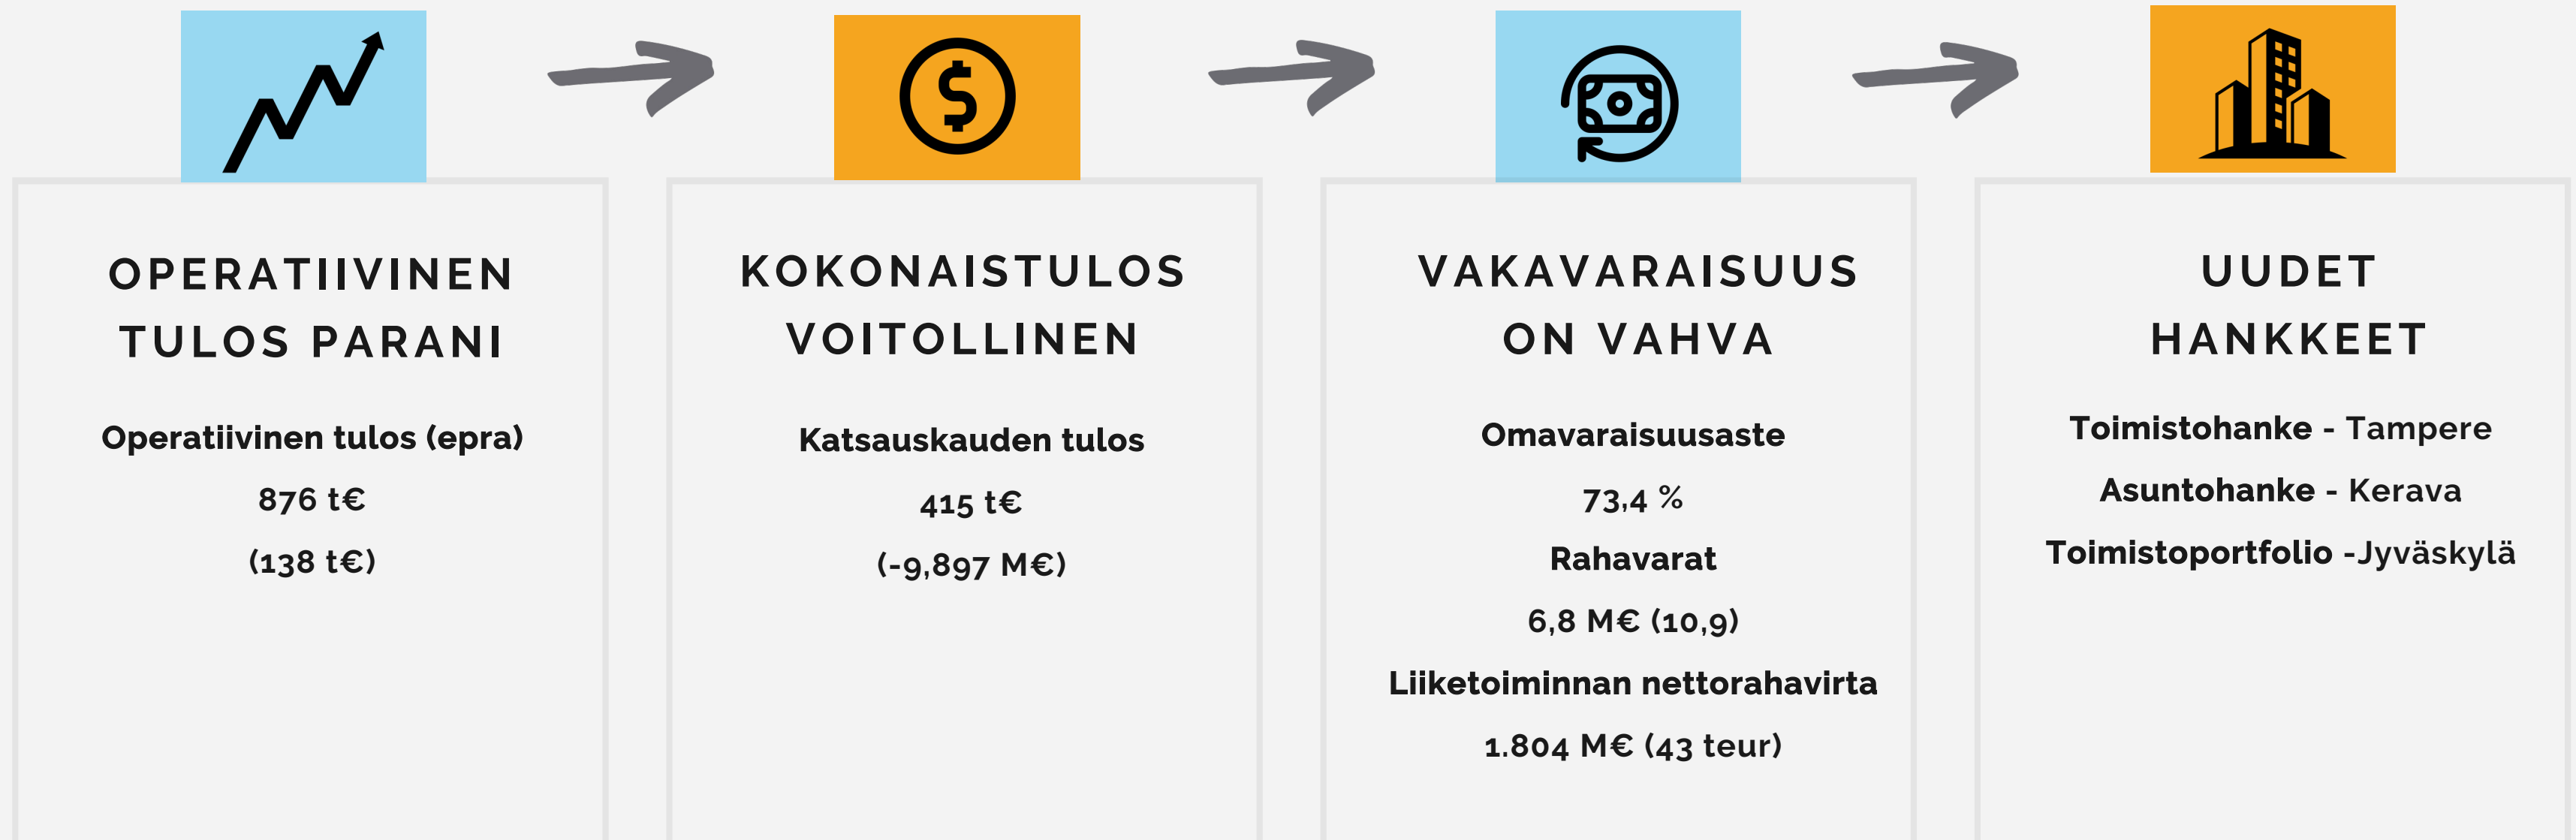 OPERATIIVINEN
TULOS PARANI
Operatiivinen tulos (epra)
876 t€
(138 t€)
KOKONAISTULOS
VOITOLLINEN
Katsauskauden tulos
415 t€
(-9,897 M€)
VAKAVARAISUUS
ON VAHVA
Omavaraisuusaste
73,4 %
Rahavarat
6,8 M€ (10,9)
Liiketoiminnan nettorahavirta
1.804 M€ (43 teur)
UUDET
HANKKEET
Toimistohanke - Tampere
Asuntohanke - Kerava
Toimistoportfolio -Jyväskylä